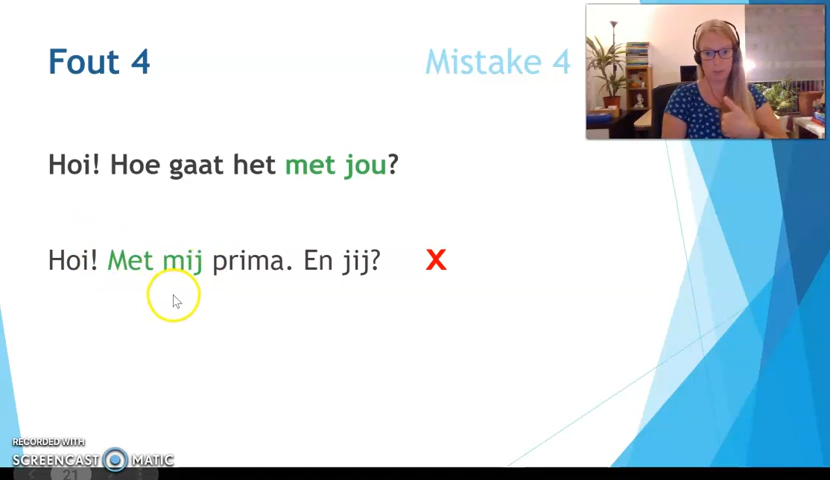 Fout 4
Mistake 4
Hoi! Hoe gaat het met jou?
Hoi! Met mij prima. En jij? X
RECORDED WITH
SCREENCAST MATIC
21